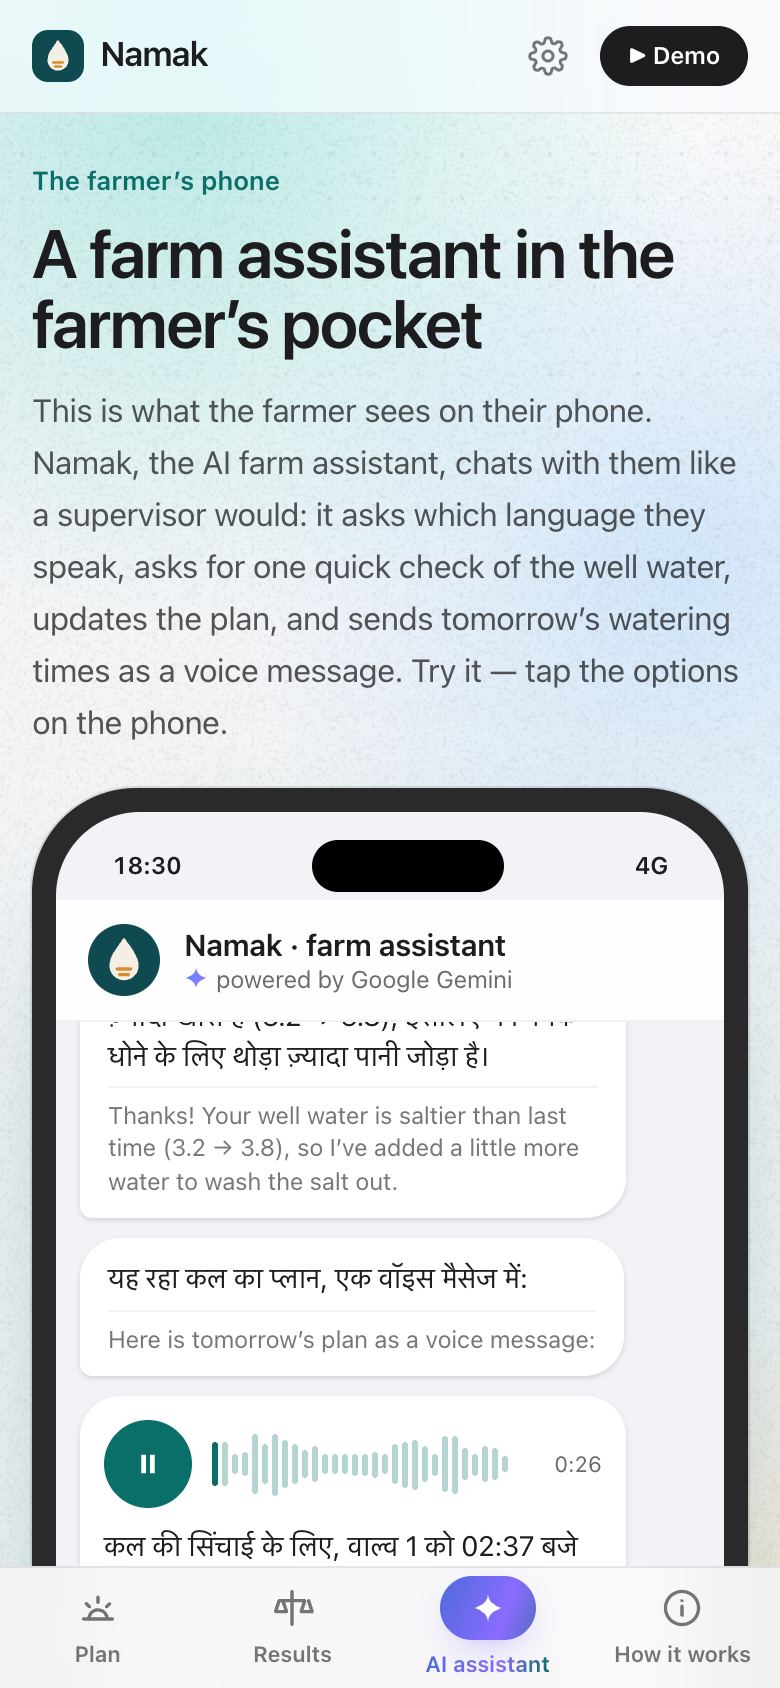 Namak
Demo
The farmer’s phone
A farm assistant in the
farmer’s pocket
This is what the farmer sees on their phone.
Namak, the AI farm assistant, chats with them like
a supervisor would: it asks which language they
speak, asks for one quick check of the well water,
updates the plan, and sends tomorrow’s watering
times as a voice message. Try it — tap the options
on the phone.
18:30
4G
Namak · farm assistant
powered by Google Gemini
धोने के लिए थोड़ा ज़्यादा पानी जोड़ा है।
Thanks! Your well water is saltier than last
time (3.2 → 3.8), so I’ve added a little more
water to wash the salt out.
यह रहा कल का प्लान, एक वॉइस मैसेज में:
Here is tomorrow’s plan as a voice message:
0:26
कल की सिंचाई के लिए, वाल्व 1 को 02:37 बजे
Plan
Results
AI assistant
How it works